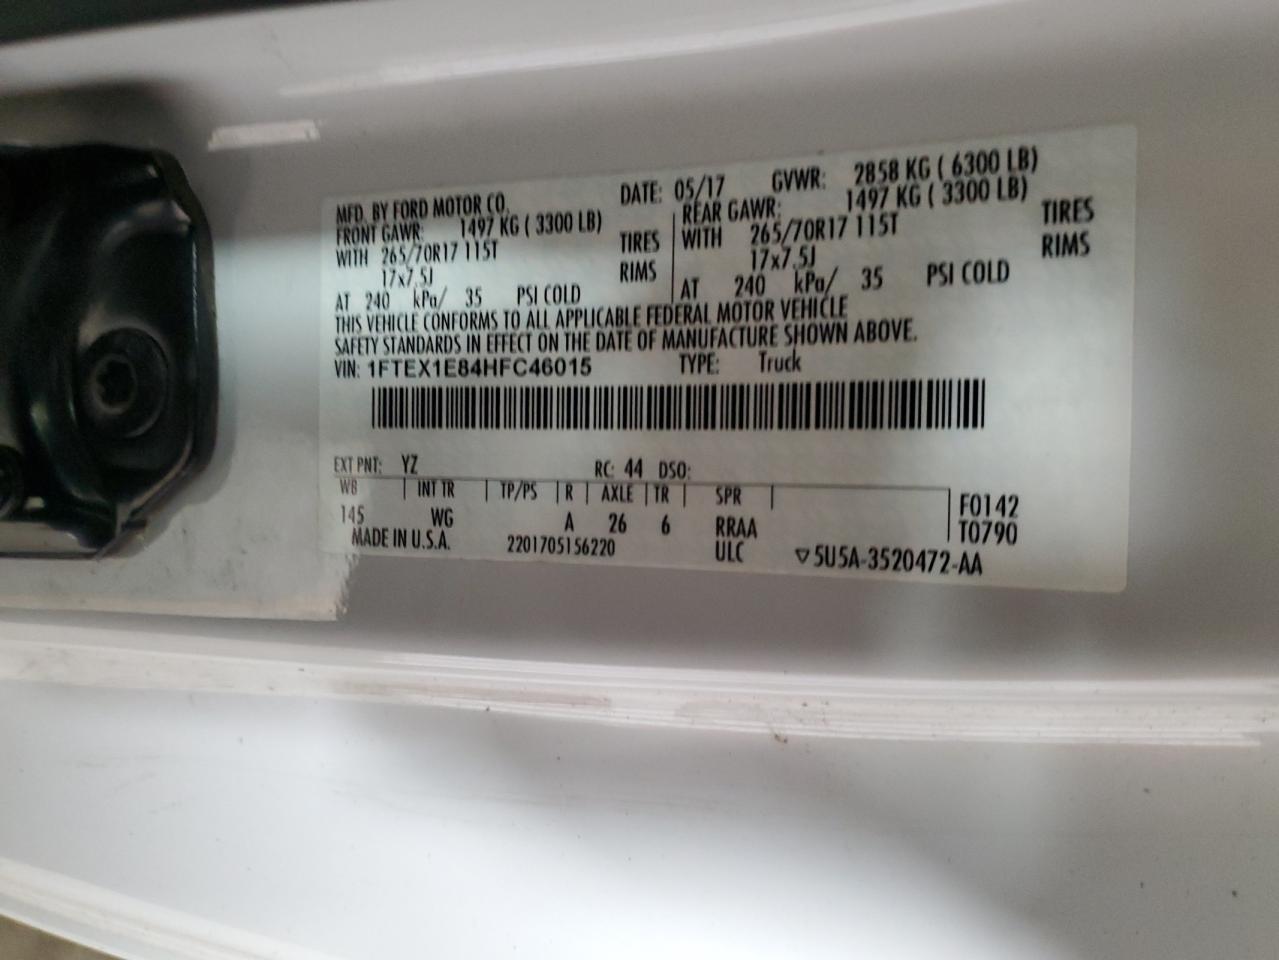 MFD. BY FORD MOTOR CO. DATE: 05/17 GVWR: 2858 KG ( 6300 LB)
FRONT GAWR: 1497 KG ( 3300 LB) REAR GAWR: 1497 KG ( 3300 LB)
WITH 265/70R17 115T TIRES WITH 265/70R17 115T TIRES
17x7.5J RIMS 17x7.5J RIMS
AT 240 kPa/ 35 PSI COLD AT 240 kPa/ 35 PSI COLD
THIS VEHICLE CONFORMS TO ALL APPLICABLE FEDERAL MOTOR VEHICLE
SAFETY STANDARDS IN EFFECT ON THE DATE OF MANUFACTURE SHOWN ABOVE.
VIN: 1FTEX1E84HFC46015 TYPE: Truck
EXT PNT: YZ RC: 44 DSO:
WB INT TR TP/PS R AXLE TR SPR F0142
145 WG A 26 6 RRAA T0790
MADE IN U.S.A. 2201705156220 ULC ▽5U5A-3520472-AA